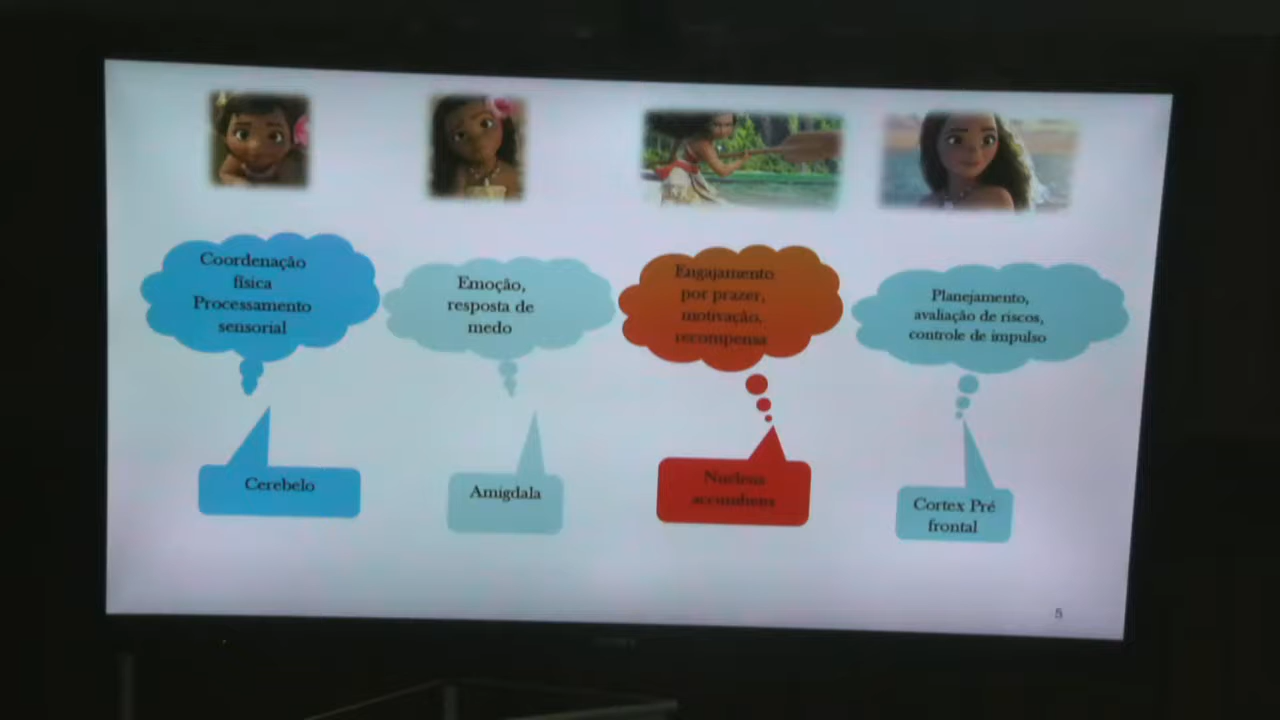 Coordenação
física
Processamento
sensorial
Emoção,
resposta de
medo
Engajamento
por prazer,
motivação,
recompensa
Planejamento,
avaliação de riscos,
controle de impulso
Cerebelo
Amígdala
Nucleus
accumbens
Cortex Pré
frontal
5